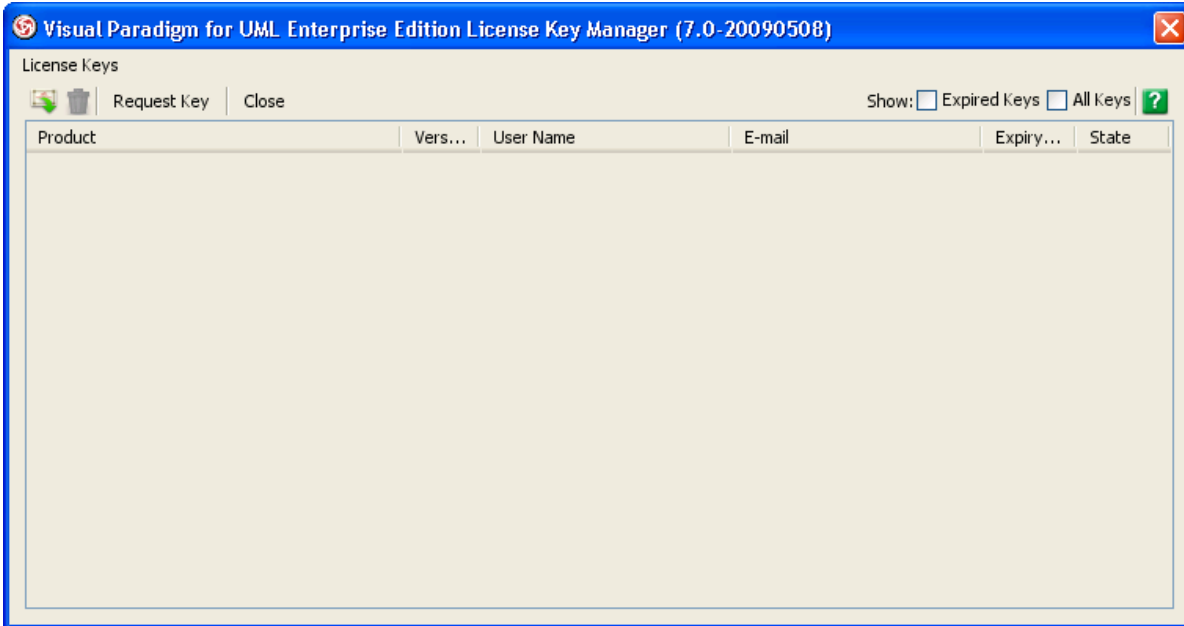 Visual Paradigm for UML Enterprise Edition License Key Manager (7.0-20090508)
License Keys
Request Key Close Show: Expired Keys All Keys ?
Product Vers... User Name E-mail Expiry... State